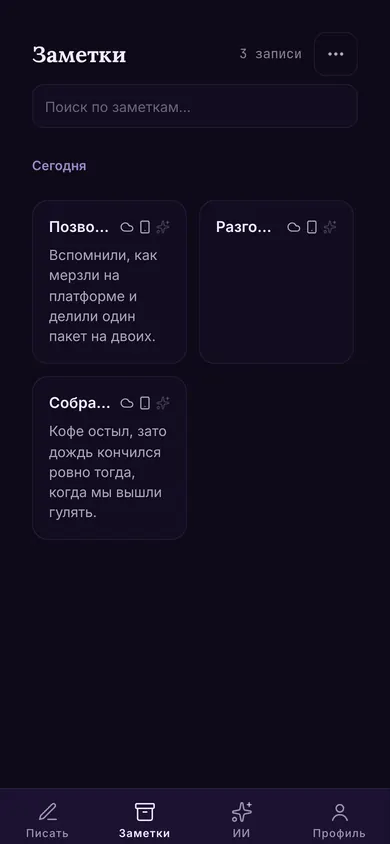 Заметки
3 записи
Поиск по заметкам...
Сегодня
Позво...
Вспомнили, как
мерзли на
платформе и
делили один
пакет на двоих.
Разго...
Собра...
Кофе остыл, зато
дождь кончился
ровно тогда,
когда мы вышли
гулять.
Писать
Заметки
ИИ
Профиль